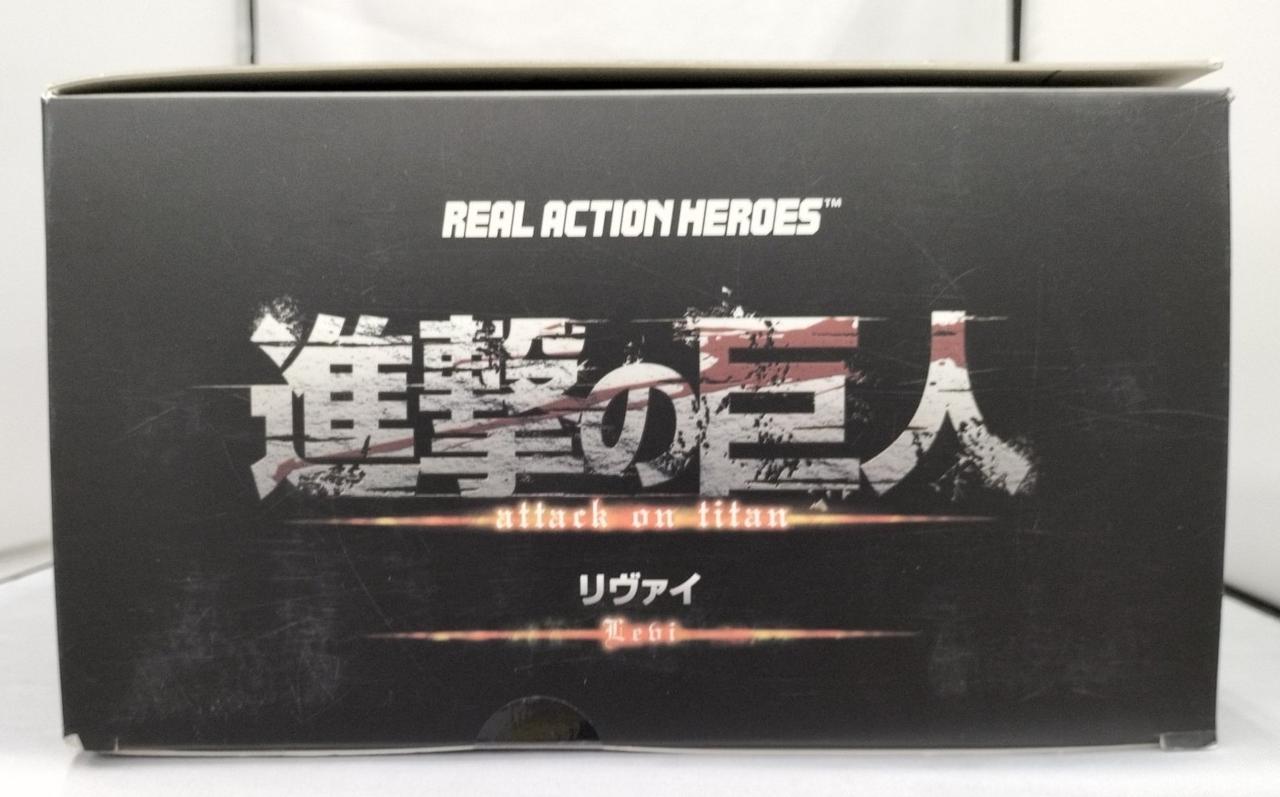 REAL ACTION HEROES™
進撃の巨人
attack on titan
リヴァイ
Levi